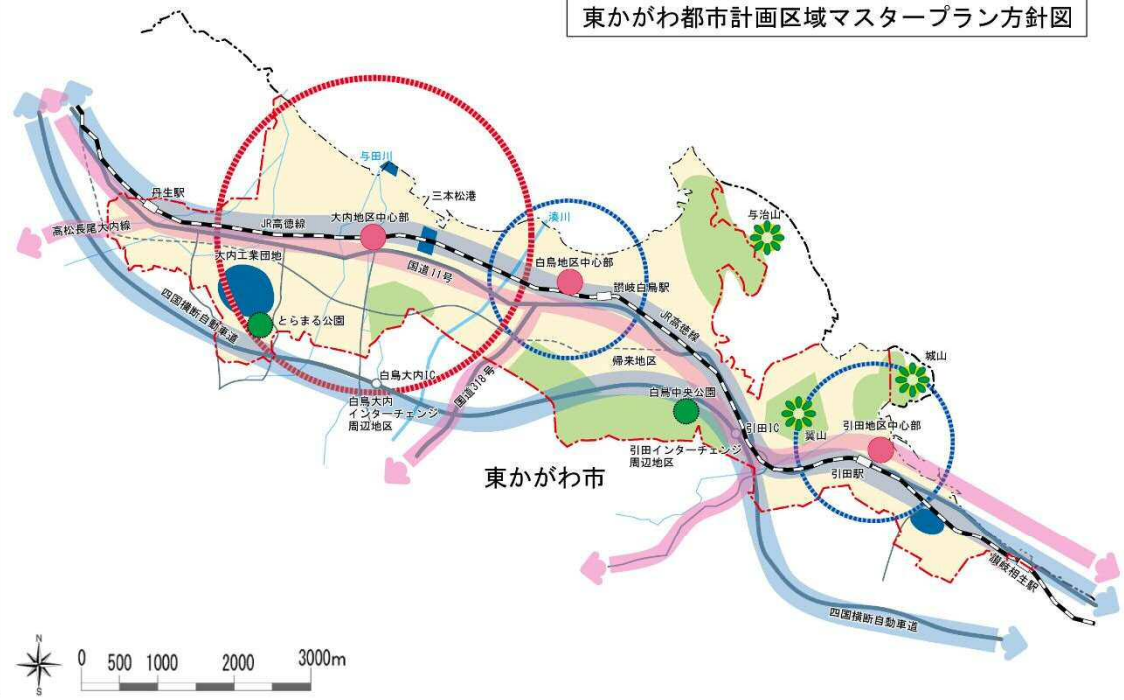 東かがわ都市計画区域マスタープラン方針図
与田川
三本松港
丹生駅
JR高徳線
大内地区中心部
湊川
与治山
高松長尾大内線
大内工業団地
国道11号
白鳥地区中心部
讃岐白鳥駅
四国横断自動車道
とらまる公園
JR高徳線
帰来地区
城山
白鳥大内IC
白鳥大内
インターチェンジ
周辺地区
国道318号
白鳥中央公園
引田IC
翼山
引田地区中心部
引田インターチェンジ
周辺地区
引田駅
東かがわ市
讃岐相生駅
四国横断自動車道
N
S
0 500 1000 2000 3000m